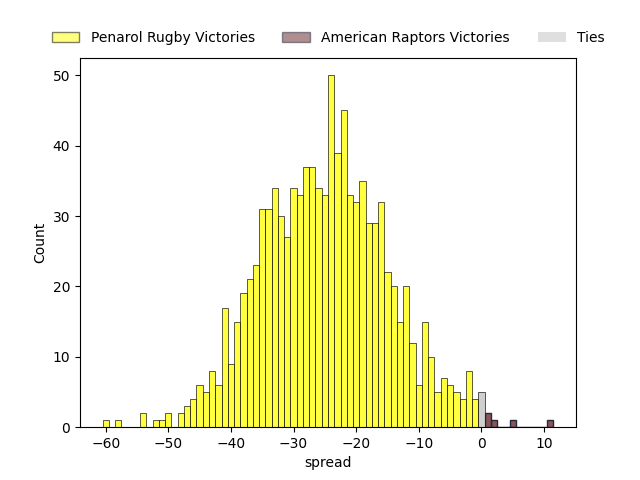 Penarol Rugby Victories American Raptors Victories Ties
50
40
30
20
10
0
Count
−60 −50 −40 −30 −20 −10 0 10
spread